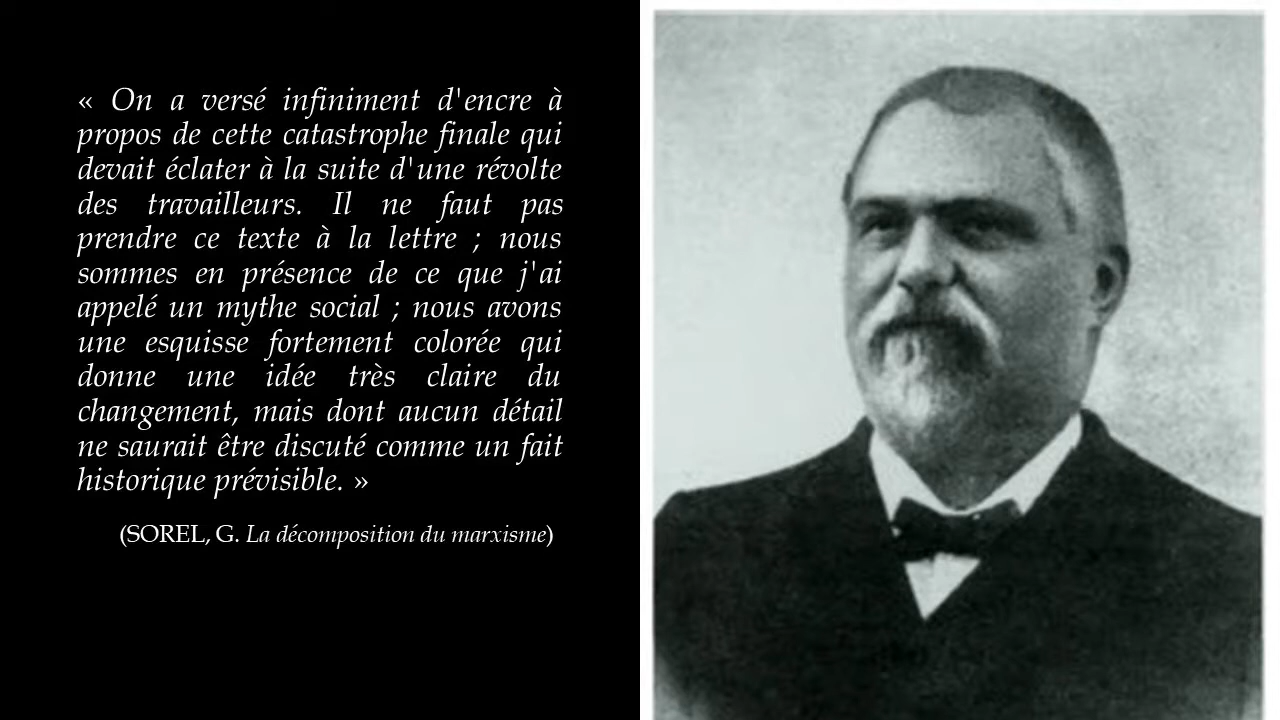 « On a versé infiniment d'encre à
propos de cette catastrophe finale qui
devait éclater à la suite d'une révolte
des travailleurs. Il ne faut pas
prendre ce texte à la lettre ; nous
sommes en présence de ce que j'ai
appelé un mythe social ; nous avons
une esquisse fortement colorée qui
donne une idée très claire du
changement, mais dont aucun détail
ne saurait être discuté comme un fait
historique prévisible. »
(SOREL, G. La décomposition du marxisme)